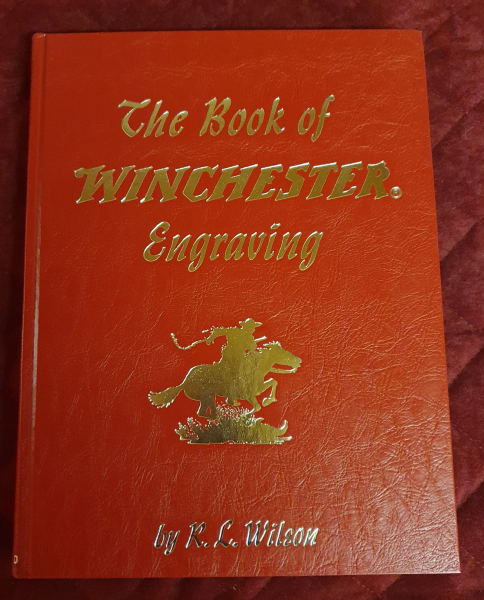 The Book of
WINCHESTER®
Engraving
by R. L. Wilson